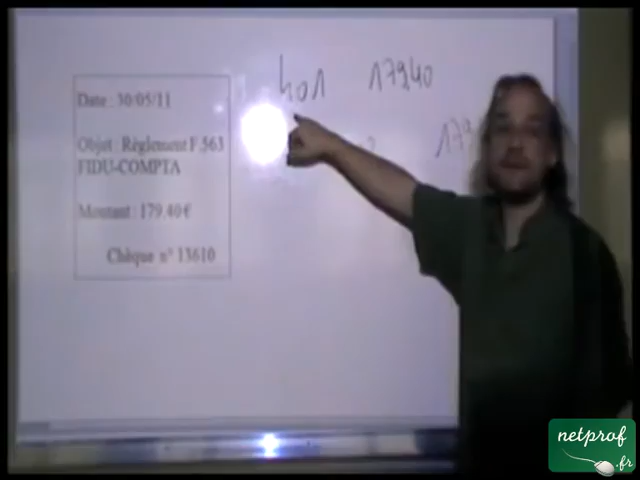 Date : 30/05/11
Objet : Règlement F.563
FIDU-COMPTA
Montant : 179.40 €
Chèque n° 13610
401 17940
netprof
.fr